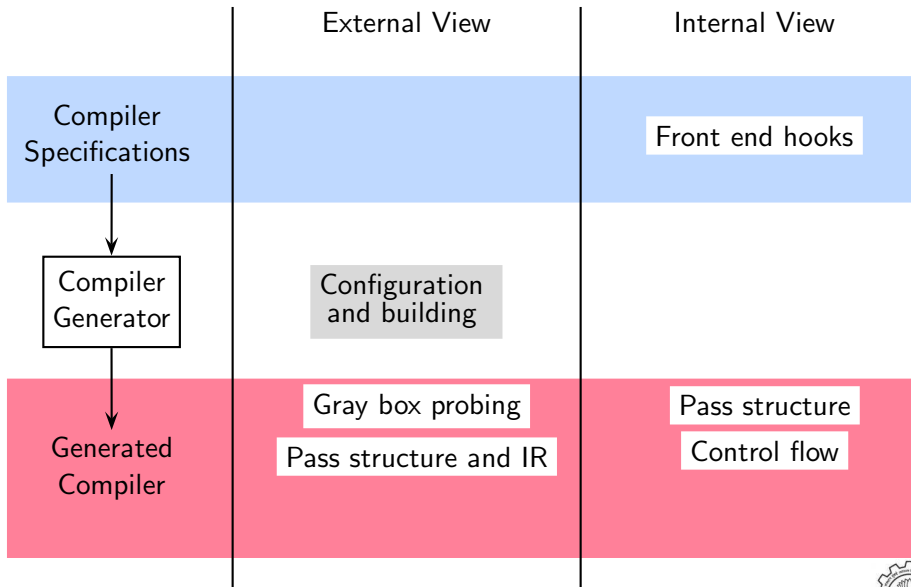 External View
Internal View
Compiler
Specifications
Front end hooks
Compiler
Generator
Configuration
and building
Gray box probing
Pass structure
Generated
Compiler
Pass structure and IR
Control flow